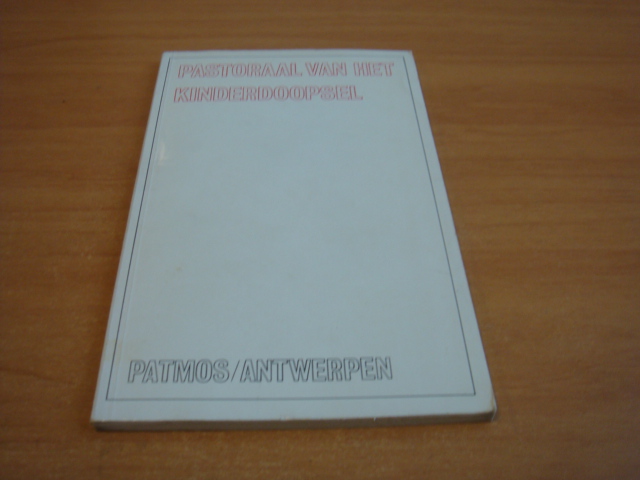 PASTORAAL VAN HET
KINDERDOOPSEL
PATMOS/ANTWERPEN